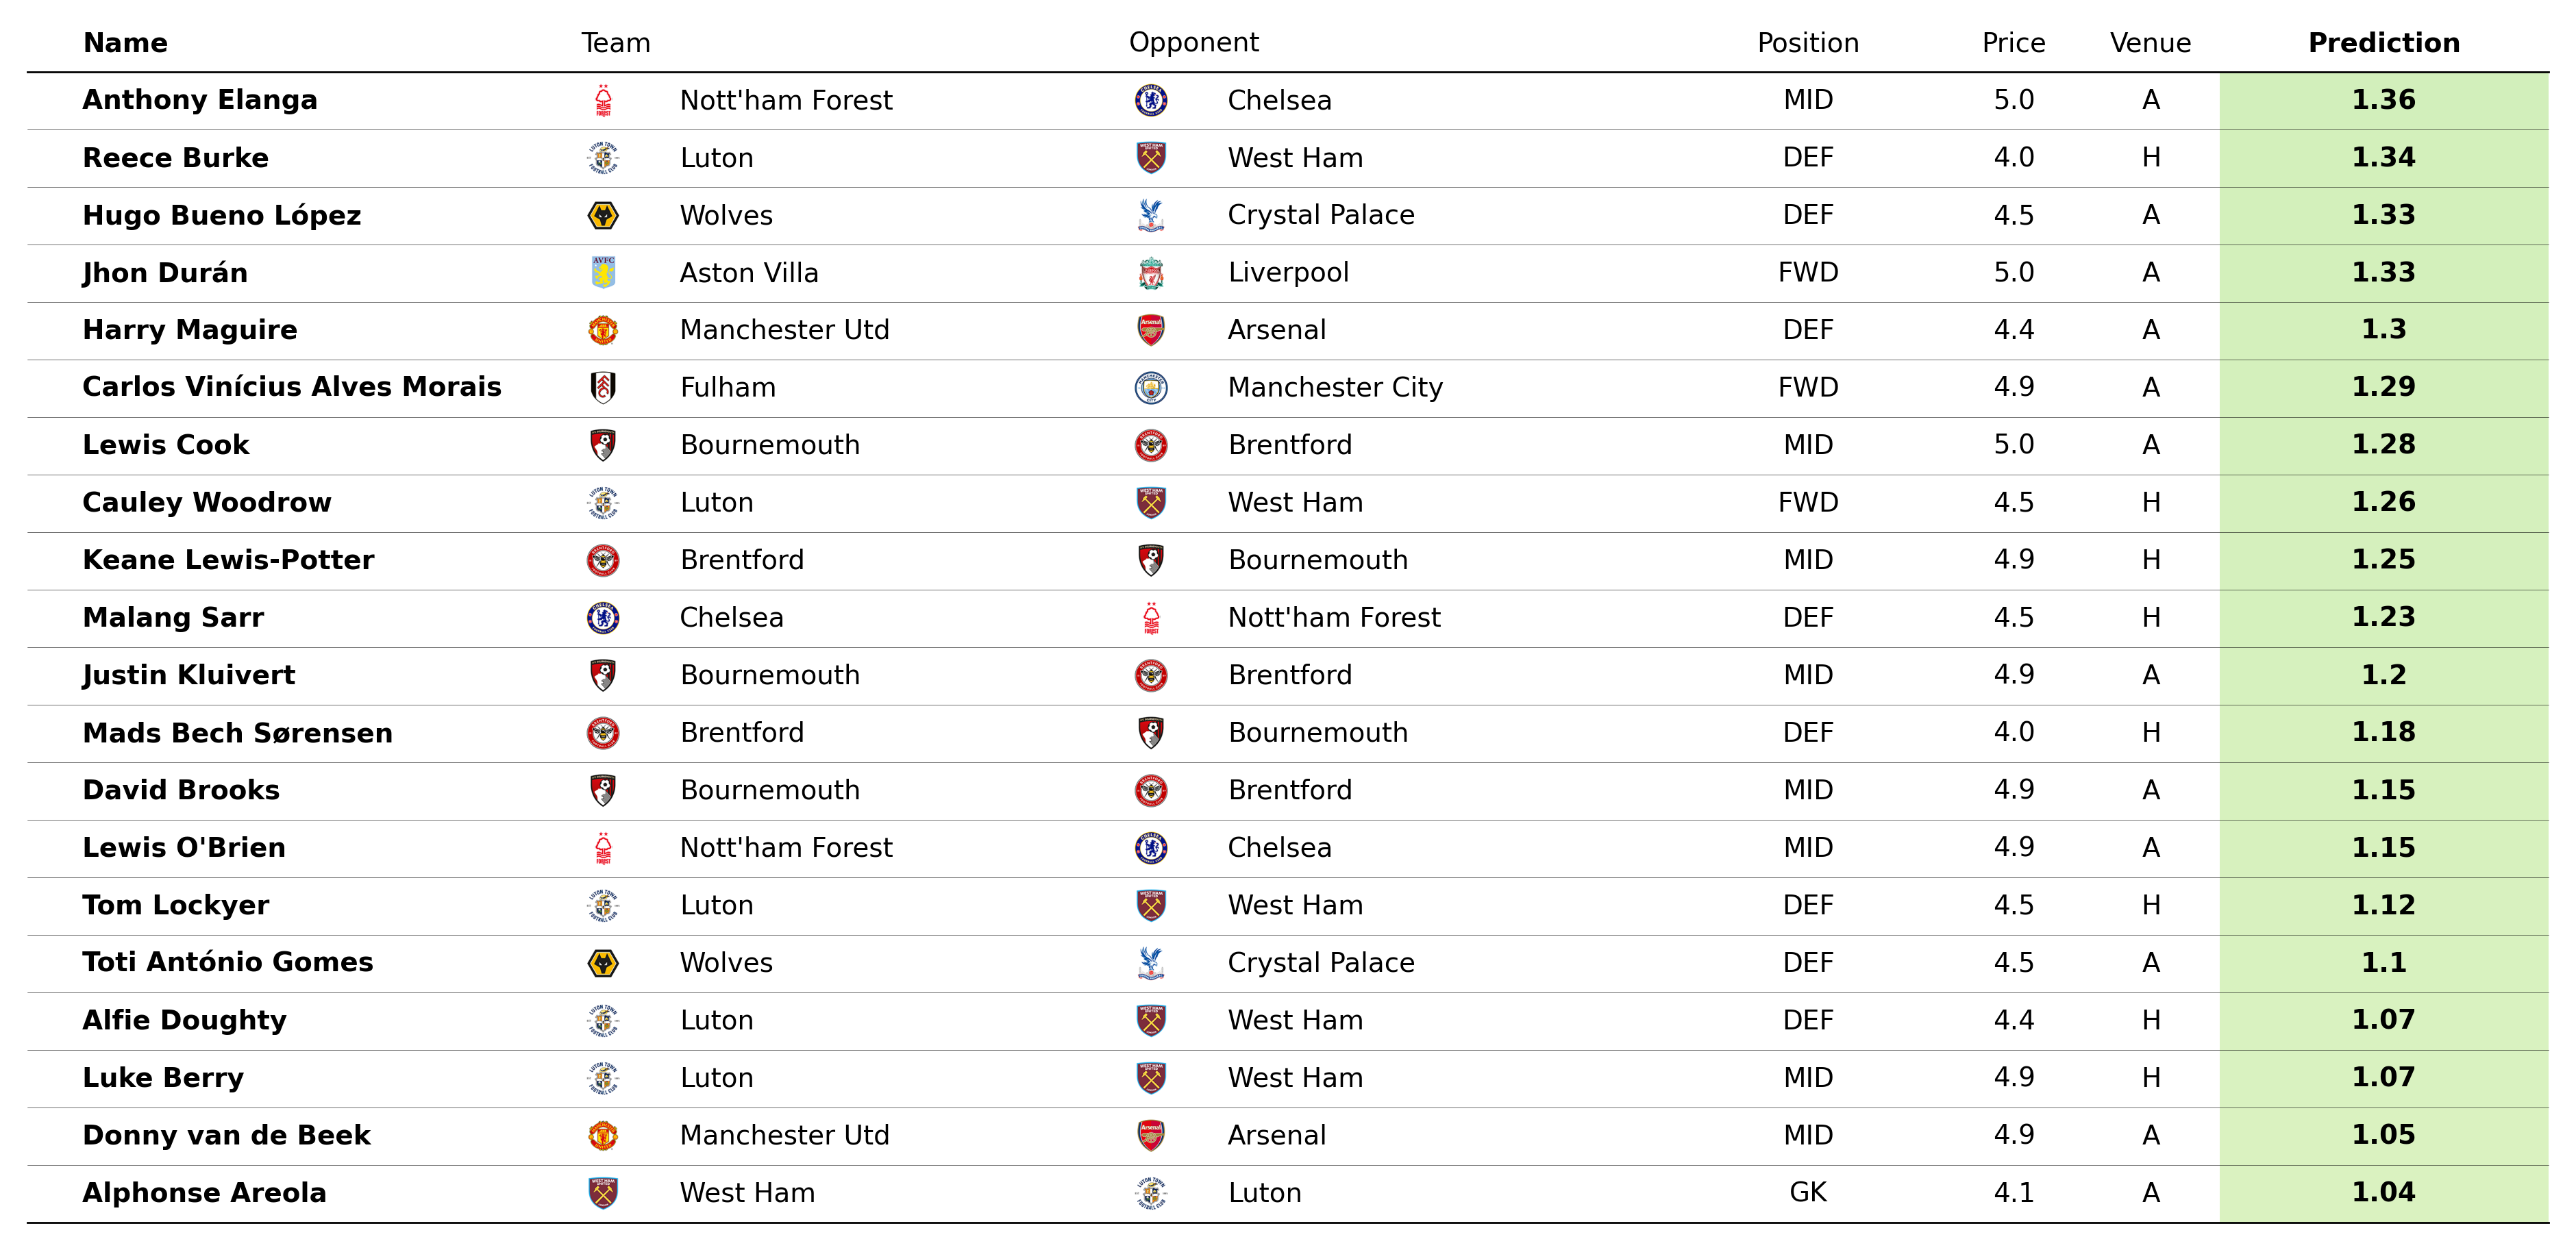 Name Team Opponent Position Price Venue Prediction
Anthony Elanga Nott'ham Forest Chelsea MID 5.0 A 1.36
Reece Burke Luton West Ham DEF 4.0 H 1.34
Hugo Bueno López Wolves Crystal Palace DEF 4.5 A 1.33
Jhon Durán Aston Villa Liverpool FWD 5.0 A 1.33
Harry Maguire Manchester Utd Arsenal DEF 4.4 A 1.3
Carlos Vinícius Alves Morais Fulham Manchester City FWD 4.9 A 1.29
Lewis Cook Bournemouth Brentford MID 5.0 A 1.28
Cauley Woodrow Luton West Ham FWD 4.5 H 1.26
Keane Lewis-Potter Brentford Bournemouth MID 4.9 H 1.25
Malang Sarr Chelsea Nott'ham Forest DEF 4.5 H 1.23
Justin Kluivert Bournemouth Brentford MID 4.9 A 1.2
Mads Bech Sørensen Brentford Bournemouth DEF 4.0 H 1.18
David Brooks Bournemouth Brentford MID 4.9 A 1.15
Lewis O'Brien Nott'ham Forest Chelsea MID 4.9 A 1.15
Tom Lockyer Luton West Ham DEF 4.5 H 1.12
Toti António Gomes Wolves Crystal Palace DEF 4.5 A 1.1
Alfie Doughty Luton West Ham DEF 4.4 H 1.07
Luke Berry Luton West Ham MID 4.9 H 1.07
Donny van de Beek Manchester Utd Arsenal MID 4.9 A 1.05
Alphonse Areola West Ham Luton GK 4.1 A 1.04